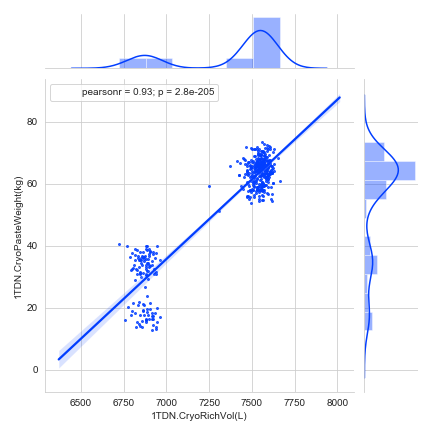 pearsonr = 0.93; p = 2.8e-205
80
60
40
20
0
1TDN.CryoPasteWeight(kg)
6500 6750 7000 7250 7500 7750 8000
1TDN.CryoRichVol(L)